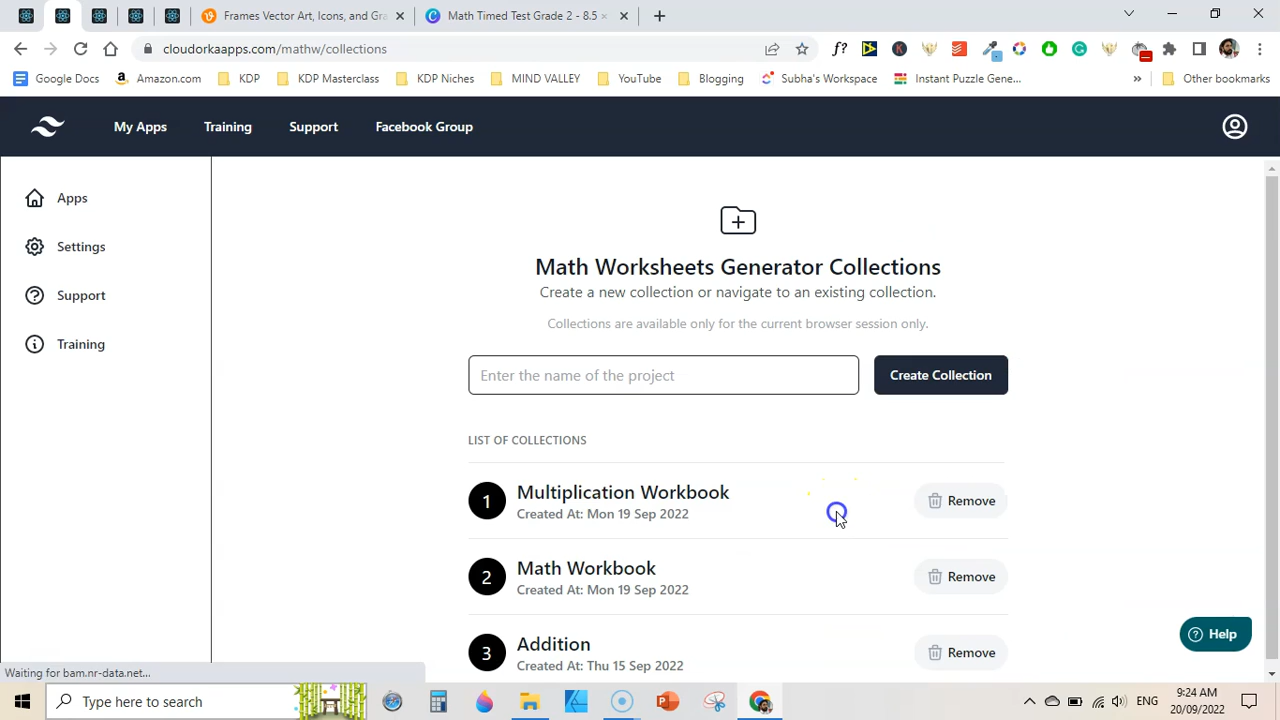 Frames Vector Art, Icons, and Gra
Math Timed Test Grade 2 - 8.5 ×
cloudorkaapps.com/mathw/collections
Google Docs
Amazon.com
KDP
KDP Masterclass
KDP Niches
MIND VALLEY
YouTube
Blogging
Subha's Workspace
Instant Puzzle Gene...
»
Other bookmarks
My Apps
Training
Support
Facebook Group
Apps
Settings
Support
Training
Math Worksheets Generator Collections
Create a new collection or navigate to an existing collection.
Collections are available only for the current browser session only.
Enter the name of the project
Create Collection
LIST OF COLLECTIONS
1
Multiplication Workbook
Created At: Mon 19 Sep 2022
Remove
2
Math Workbook
Created At: Mon 19 Sep 2022
Remove
3
Addition
Created At: Thu 15 Sep 2022
Remove
Help
Waiting for bam.nr-data.net...
Type here to search
ENG
9:24 AM
20/09/2022